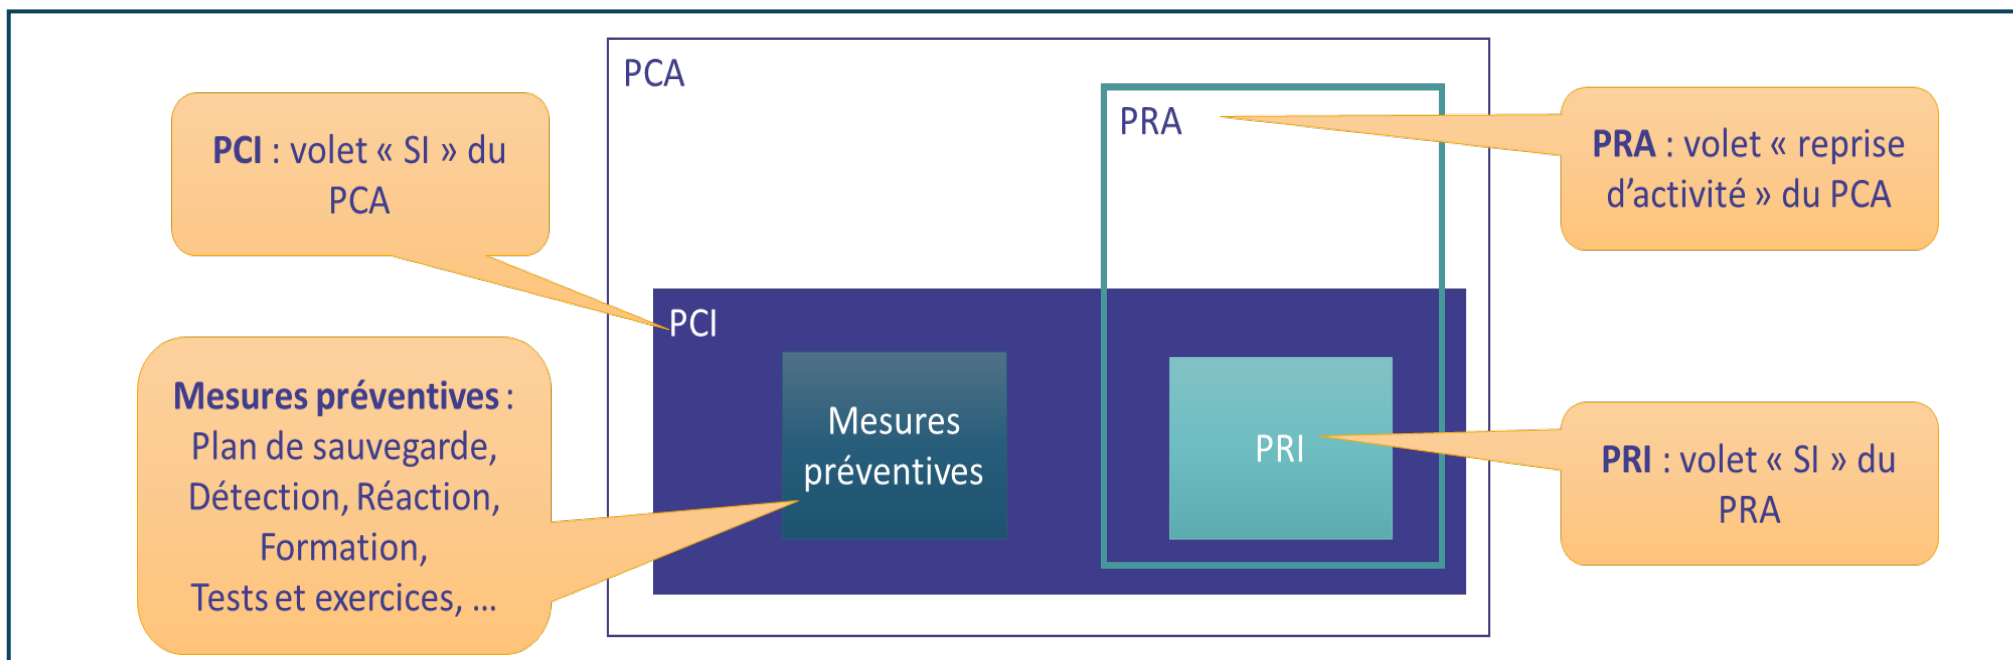 PCA
PCI : volet « SI » du
PCA
PRA
PRA : volet « reprise
d’activité » du PCA
PCI
Mesures préventives :
Plan de sauvegarde,
Détection, Réaction,
Formation,
Tests et exercices, ...
Mesures
préventives
PRI
PRI : volet « SI » du
PRA